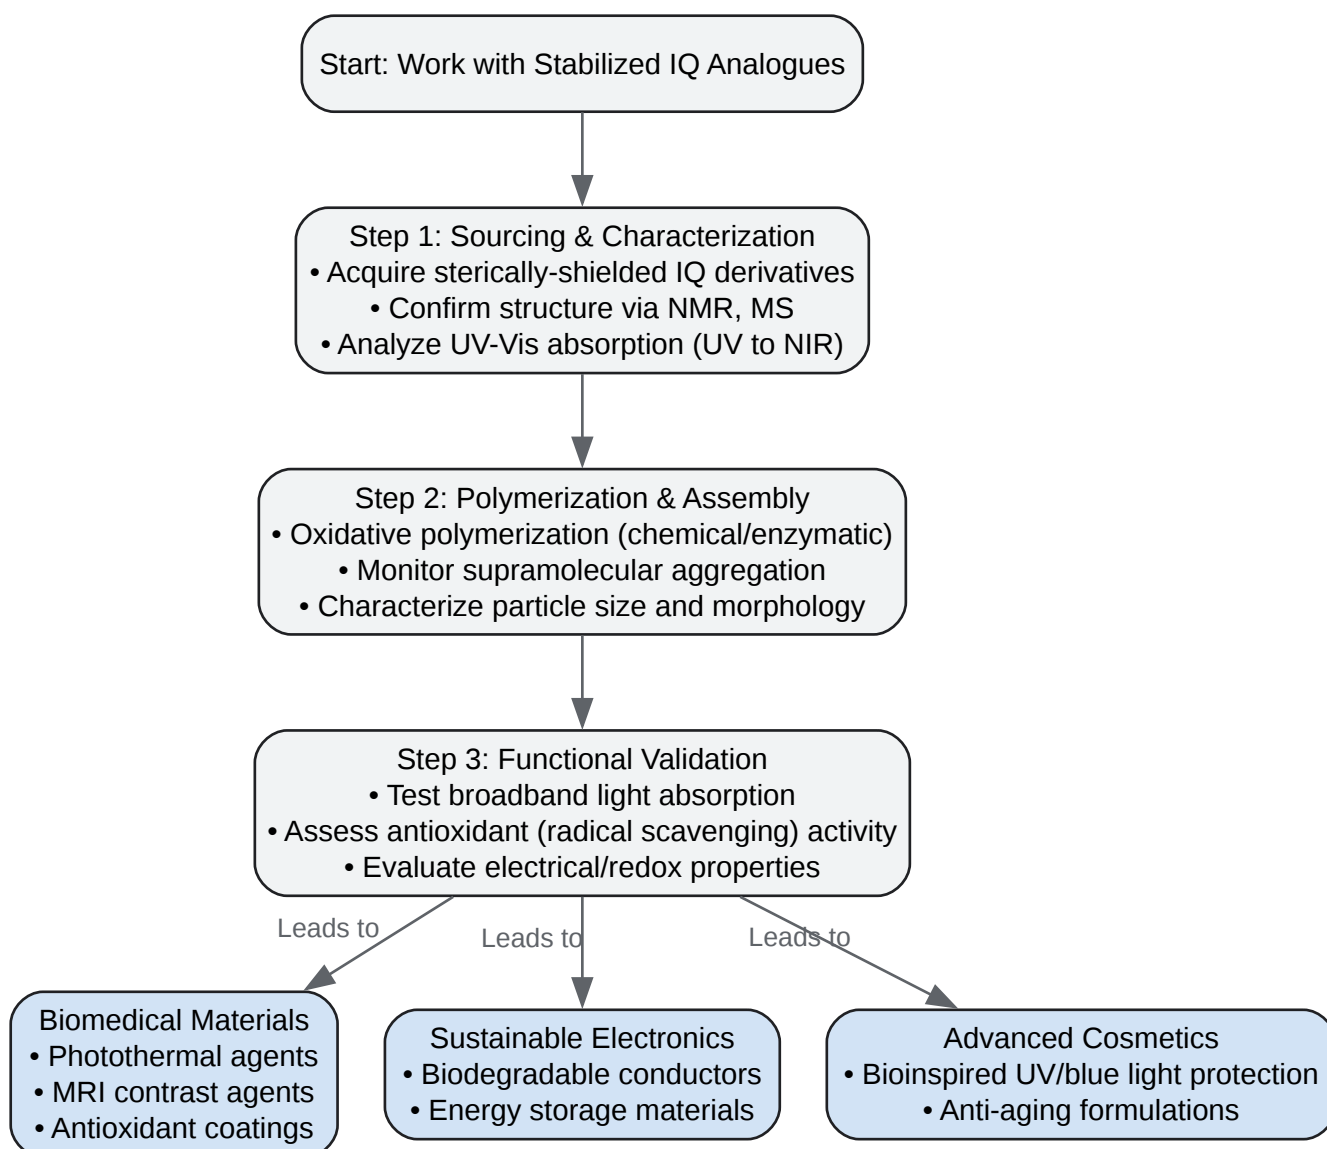 Start: Work with Stabilized IQ Analogues
Step 1: Sourcing & Characterization
• Acquire sterically-shielded IQ derivatives
• Confirm structure via NMR, MS
• Analyze UV-Vis absorption (UV to NIR)
Step 2: Polymerization & Assembly
• Oxidative polymerization (chemical/enzymatic)
• Monitor supramolecular aggregation
• Characterize particle size and morphology
Step 3: Functional Validation
• Test broadband light absorption
• Assess antioxidant (radical scavenging) activity
• Evaluate electrical/redox properties
Leads to
Leads to
Leads to
Biomedical Materials
• Photothermal agents
• MRI contrast agents
• Antioxidant coatings
Sustainable Electronics
• Biodegradable conductors
• Energy storage materials
Advanced Cosmetics
• Bioinspired UV/blue light protection
• Anti-aging formulations